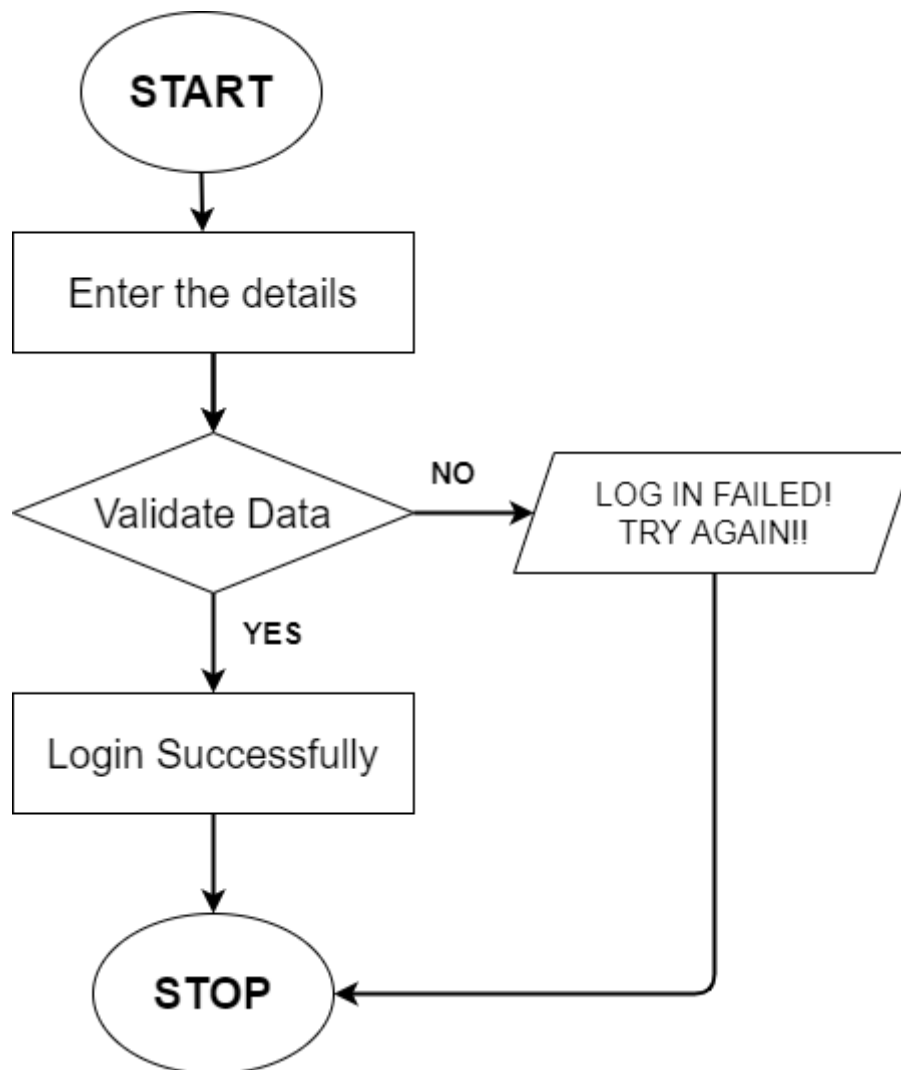 START
Enter the details
Validate Data
NO
LOG IN FAILED!
TRY AGAIN!!
YES
Login Successfully
STOP